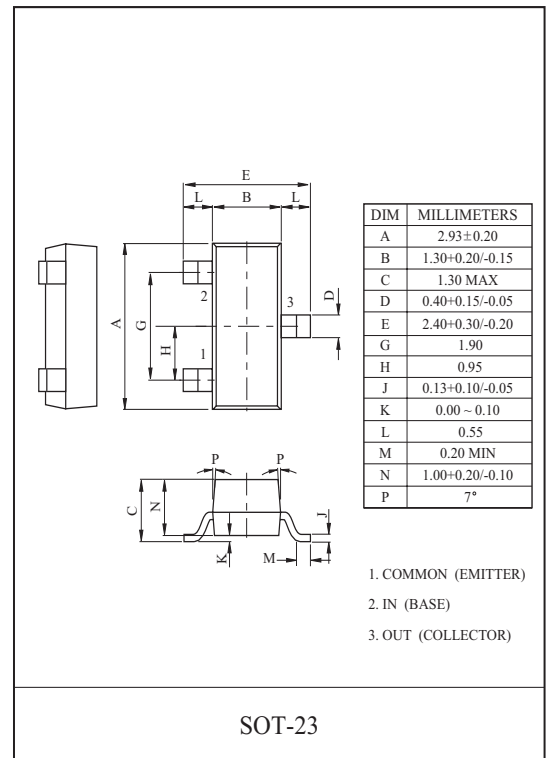 E
L B L
2
3
D
A
G
H
1
P P
C
N
K
M
J
DIM MILLIMETERS
A 2.93±0.20
B 1.30+0.20/-0.15
C 1.30 MAX
D 0.40+0.15/-0.05
E 2.40+0.30/-0.20
G 1.90
H 0.95
J 0.13+0.10/-0.05
K 0.00 ~ 0.10
L 0.55
M 0.20 MIN
N 1.00+0.20/-0.10
P 7°
1. COMMON (EMITTER)
2. IN (BASE)
3. OUT (COLLECTOR)
SOT-23